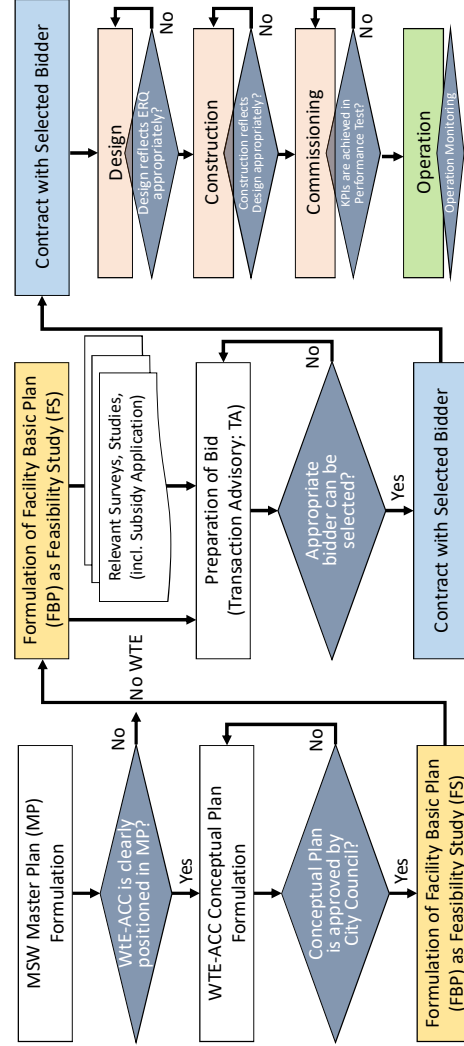 MSW Master Plan (MP)
Formulation
WtE-ACC is clearly
positioned in MP?
No
No WTE
Yes
WTE-ACC Conceptual Plan
Formulation
Conceptual Plan
is approved by
City Council?
No
Yes
Formulation of Facility Basic Plan
(FBP) as Feasibility Study (FS)
Formulation of Facility Basic Plan
(FBP) as Feasibility Study (FS)
Relevant Surveys, Studies,
(incl. Subsidy Application)
Preparation of Bid
(Transaction Advisory: TA)
Appropriate
bidder can be
selected?
No
Yes
Contract with Selected Bidder
Contract with Selected Bidder
Design
Design reflects ERQ
appropriately?
No
Construction
Construction reflects
Design appropriately?
No
Commissioning
KPIs are achieved in
Performance Test?
No
Operation
Operation Monitoring